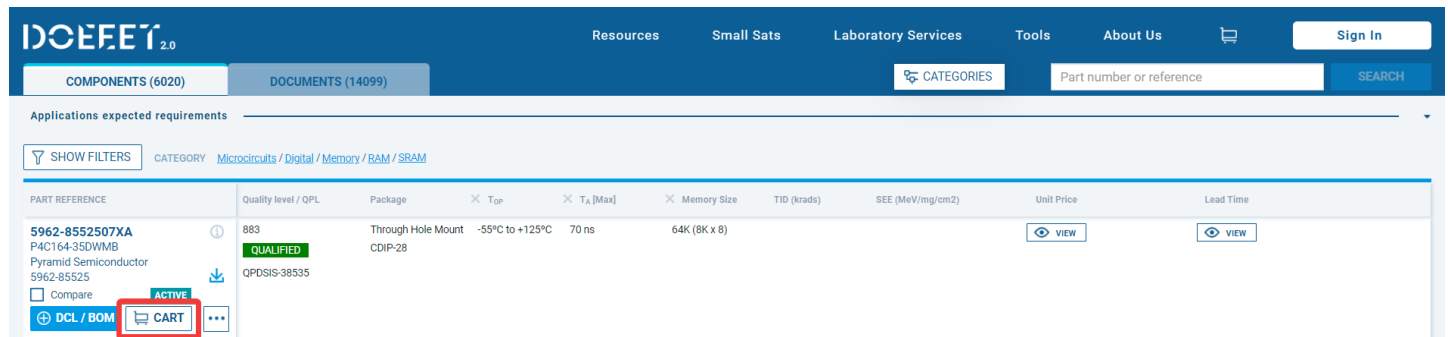 DOEEET 2.0
Resources Small Sats Laboratory Services Tools About Us Sign In
COMPONENTS (6020) DOCUMENTS (14099) CATEGORIES Part number or reference SEARCH
Applications expected requirements
SHOW FILTERS CATEGORY Microcircuits / Digital / Memory / RAM / SRAM
PART REFERENCE Quality level / QPL Package TOP TA [Max] Memory Size TID (krads) SEE (MeV/mg/cm2) Unit Price Lead Time
5962-8552507XA 883 Through Hole Mount -55ºC to +125ºC 70 ns 64K (8K x 8) VIEW VIEW
P4C164-35DWMB QUALIFIED CDIP-28
Pyramid Semiconductor
5962-85525 QPDSIS-38535
Compare ACTIVE
DCL / BOM CART